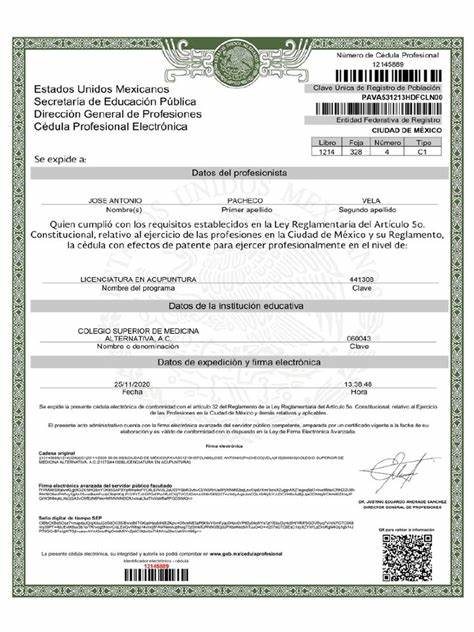 Número de Cédula Profesional
12145889
Clave Única de Registro de Población
PAVA531213HDFCLN00
Entidad Federativa de Registro
CIUDAD DE MÉXICO
Libro Foja Número Tipo
1214 328 4 C1
Estados Unidos Mexicanos
Secretaría de Educación Pública
Dirección General de Profesiones
Cédula Profesional Electrónica
Se expide a:
Datos del profesionista
JOSE ANTONIO PACHECO VELA
Nombre(s) Primer apellido Segundo apellido
Quien cumplió con los requisitos establecidos en la Ley Reglamentaria del Artículo 5o.
Constitucional, relativo al ejercicio de las profesiones en la Ciudad de México y su Reglamento,
la cédula con efectos de patente para ejercer profesionalmente en el nivel de:
LICENCIATURA EN ACUPUNTURA 441308
Nombre del programa Clave
Datos de la institución educativa
COLEGIO SUPERIOR DE MEDICINA
ALTERNATIVA, A.C. 090043
Nombre o denominación Clave
Datos de expedición y firma electrónica
25/11/2020 13:38:48
Fecha Hora
Se expide la presente cédula electrónica de conformidad con el artículo 32 del Reglamento de la Ley Reglamentaria del Artículo 5o. Constitucional, relativo al Ejercicio
de las Profesiones en la Ciudad de México y demás relativos y aplicables.
El presente acto administrativo cuenta con la firma electrónica avanzada del servidor público competente, amparada por un certificado vigente a la fecha de su
elaboración y es válido de conformidad con lo dispuesto en la Ley de Firma Electrónica Avanzada.
Firma electrónica
Cadena original
Firma electrónica avanzada del servidor público facultado
DR. JUSTINO EDUARDO ANDRADE SÁNCHEZ
DIRECTOR GENERAL DE PROFESIONES
Sello digital de tiempo SEP
La presente cédula electrónica, su integridad y autoría se podrá comprobar en www.gob.mx/cedulaprofesional
Identificador electrónico - cédula
12145889